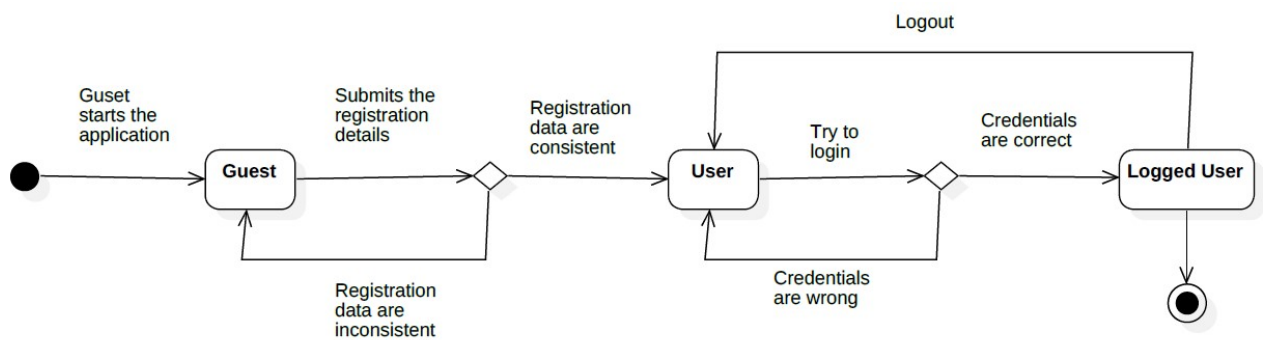 Logout
Guset
starts the
application
Submits the
registration
details
Registration
data are
consistent
Try to
login
Credentials
are correct
Guest
User
Logged User
Registration
data are
inconsistent
Credentials
are wrong